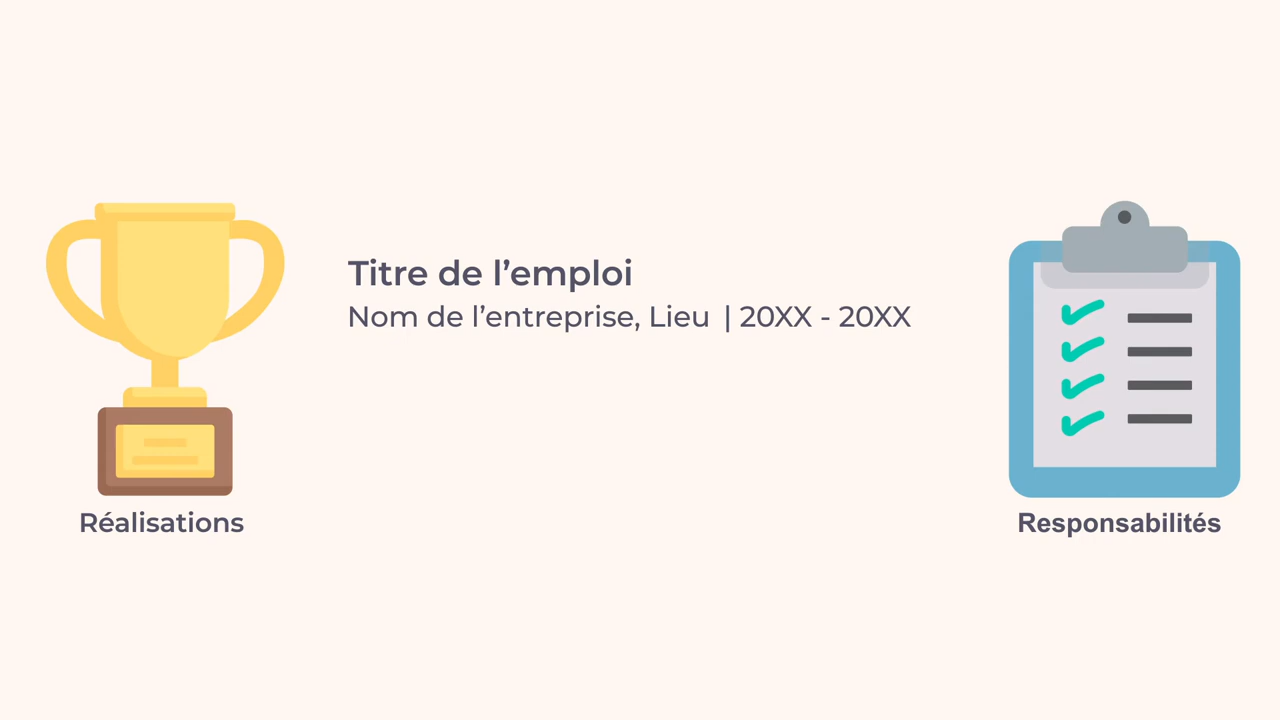 Titre de l’emploi
Nom de l’entreprise, Lieu | 20XX - 20XX
Réalisations
Responsabilités